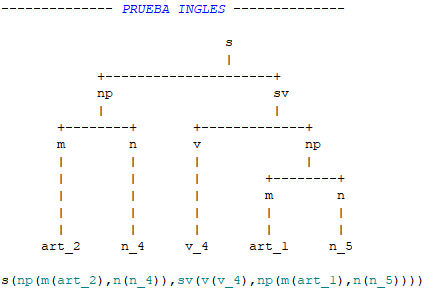 -------------- PRUEBA INGLES --------------
s
|
+---------------------+
np sv
| |
+--------+ +-------------+
m n v np
| | | |
| | | +--------+
| | | m n
| | | | |
| | | | |
art_2 n_4 v_4 art_1 n_5
s(np(m(art_2),n(n_4)),sv(v(v_4),np(m(art_1),n(n_5))))